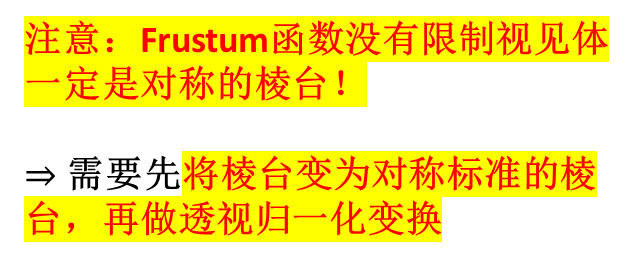 注意：Frustum函数没有限制视见体
一定是对称的棱台！
⇒ 需要先将棱台变为对称标准的棱
台，再做透视归一化变换